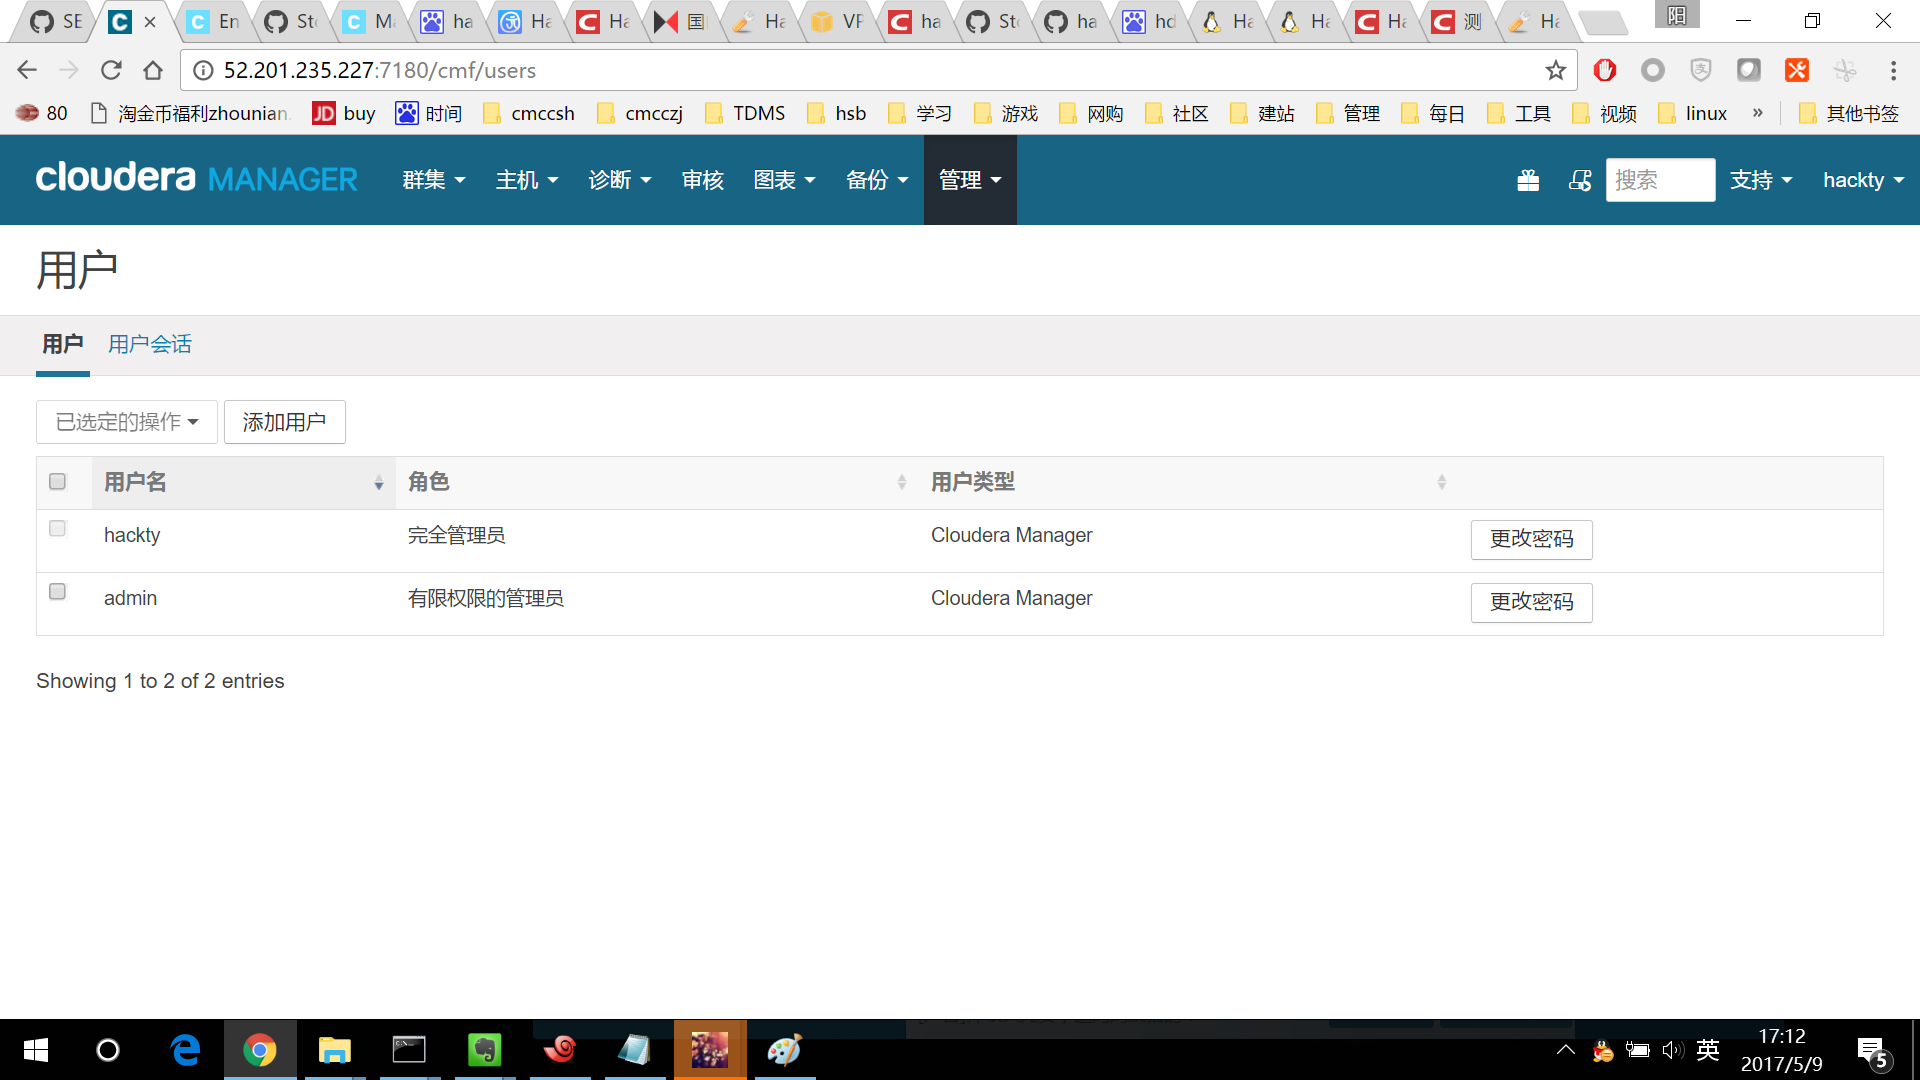 SE
En
Sto
Ma
ha
Ha
Ha
国
Ha
VP
ha
Sto
ha
hd
Ha
Ha
Ha
测
Ha
阳
52.201.235.227:7180/cmf/users
80 淘金币福利zhounian. JD buy 时间 cmccsh cmcczj TDMS hsb 学习 游戏 网购 社区 建站 管理 每日 工具 视频 linux » 其他书签
cloudera MANAGER 群集 主机 诊断 审核 图表 备份 管理 搜索 支持 hackty
用户
用户 用户会话
已选定的操作 添加用户
用户名 角色 用户类型
hackty 完全管理员 Cloudera Manager 更改密码
admin 有限权限的管理员 Cloudera Manager 更改密码
Showing 1 to 2 of 2 entries
英 17:12
2017/5/9 5